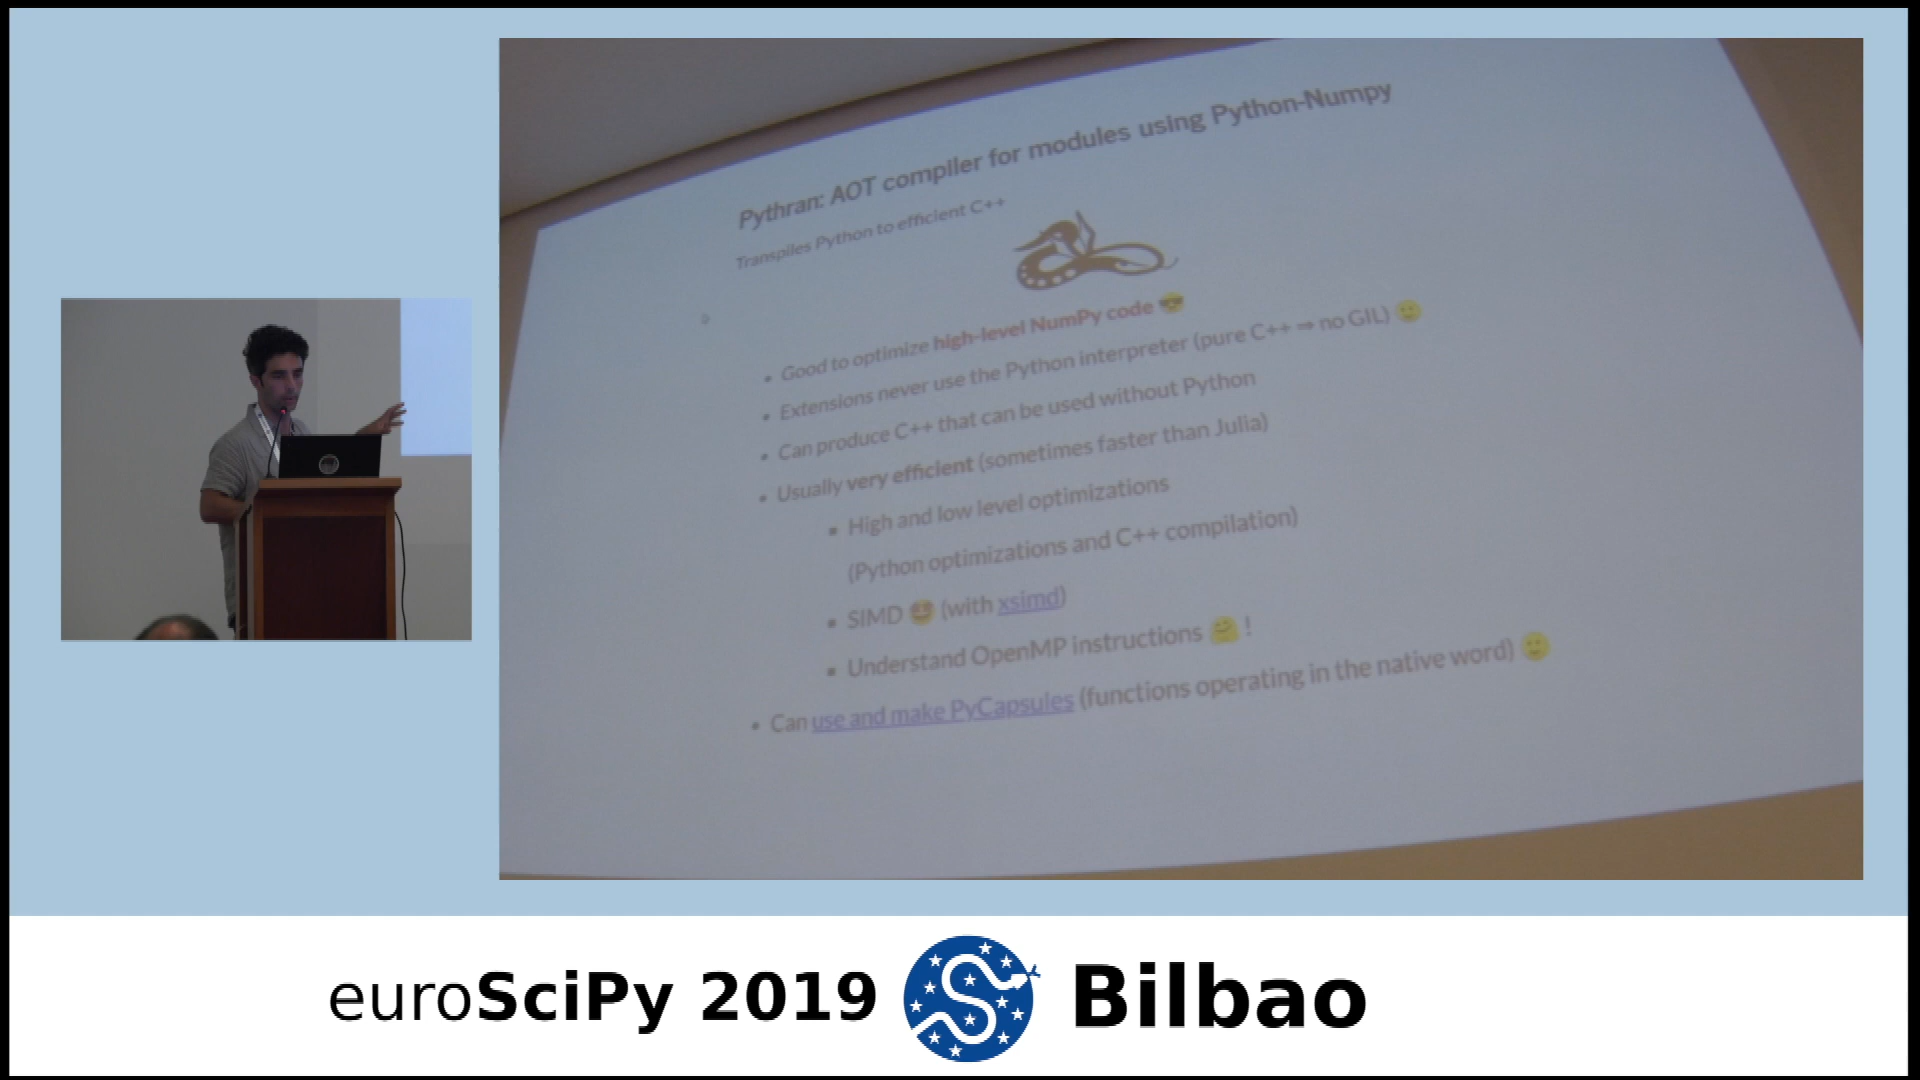 Pythran: AOT compiler for modules using Python-Numpy
Transpiles Python to efficient C++
• Good to optimize high-level NumPy code 😎
• Extensions never use the Python interpreter (pure C++ ⇒ no GIL) 🙂
• Can produce C++ that can be used without Python
• Usually very efficient (sometimes faster than Julia)
▪ High and low level optimizations
(Python optimizations and C++ compilation)
▪ SIMD 🤩 (with xsimd)
▪ Understand OpenMP instructions 🤗 !
• Can use and make PyCapsules (functions operating in the native word) 🙂
euroSciPy 2019 Bilbao